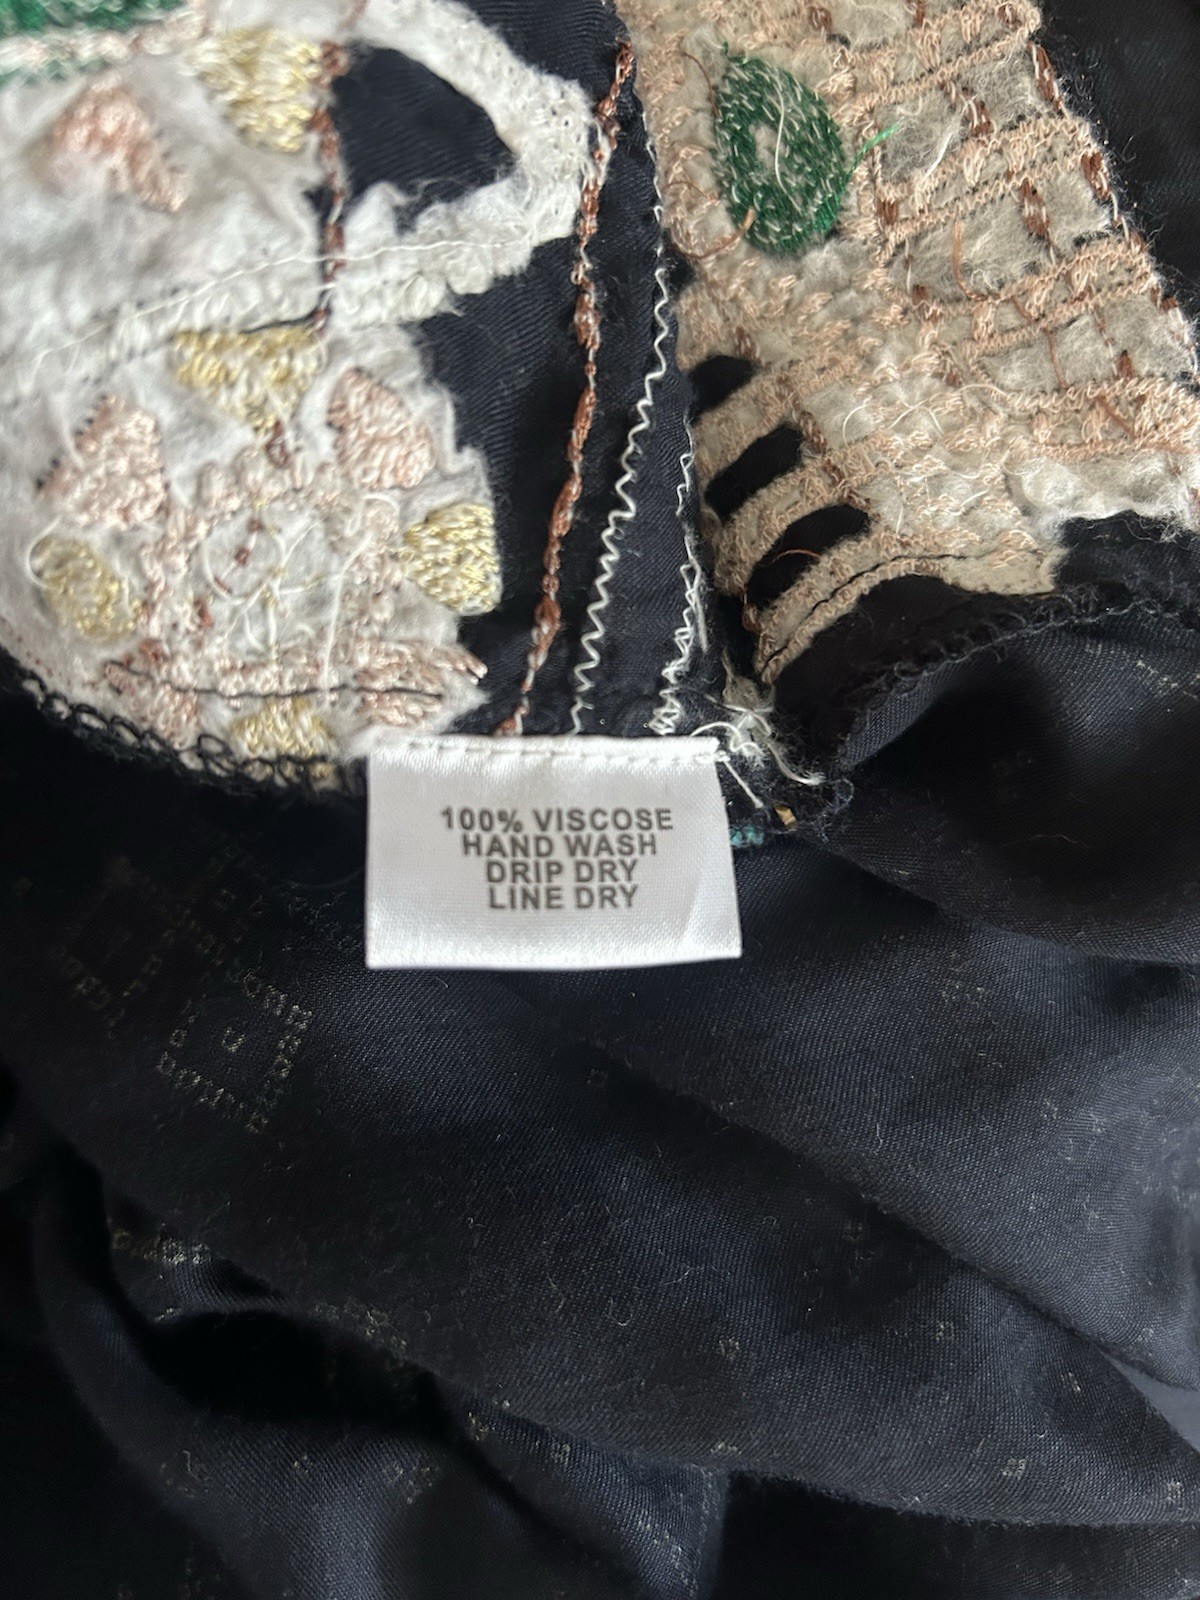 100% VISCOSE
HAND WASH
DRIP DRY
LINE DRY